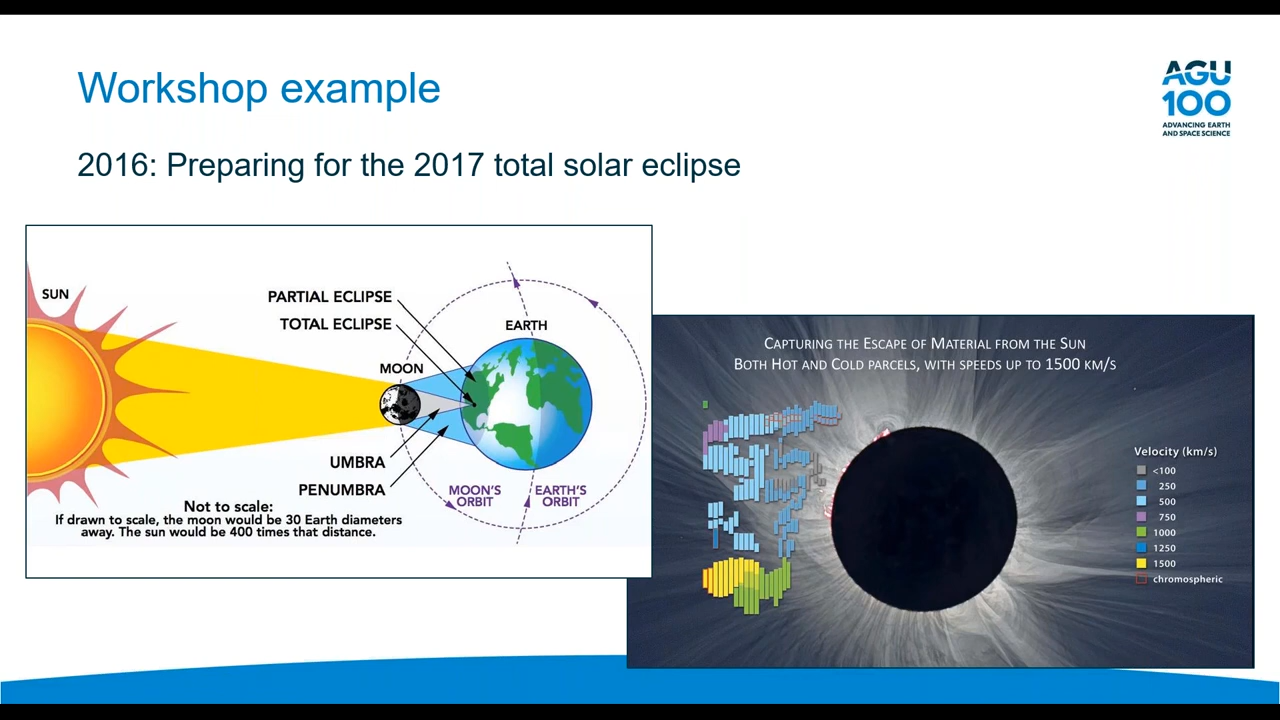 Workshop example
AGU
100
ADVANCING EARTH
AND SPACE SCIENCE
2016: Preparing for the 2017 total solar eclipse
SUN
PARTIAL ECLIPSE
TOTAL ECLIPSE
EARTH
MOON
UMBRA
PENUMBRA
MOON'S
ORBIT
EARTH'S
ORBIT
Not to scale:
If drawn to scale, the moon would be 30 Earth diameters
away. The sun would be 400 times that distance.
Capturing the Escape of Material from the Sun
Both Hot and Cold parcels, with speeds up to 1500 km/s
Velocity (km/s)
<100
250
500
750
1000
1250
1500
chromospheric